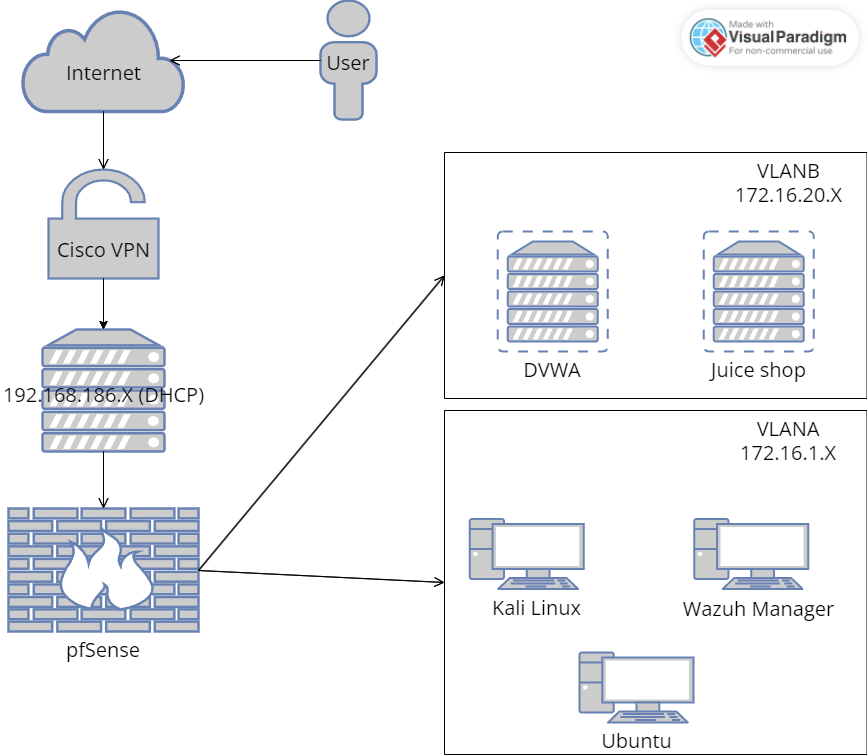 Made with
Visual Paradigm
For non-commercial use
Internet
User
Cisco VPN
192.168.186.X (DHCP)
pfSense
VLANB
172.16.20.X
DVWA
Juice shop
VLANA
172.16.1.X
Kali Linux
Wazuh Manager
Ubuntu